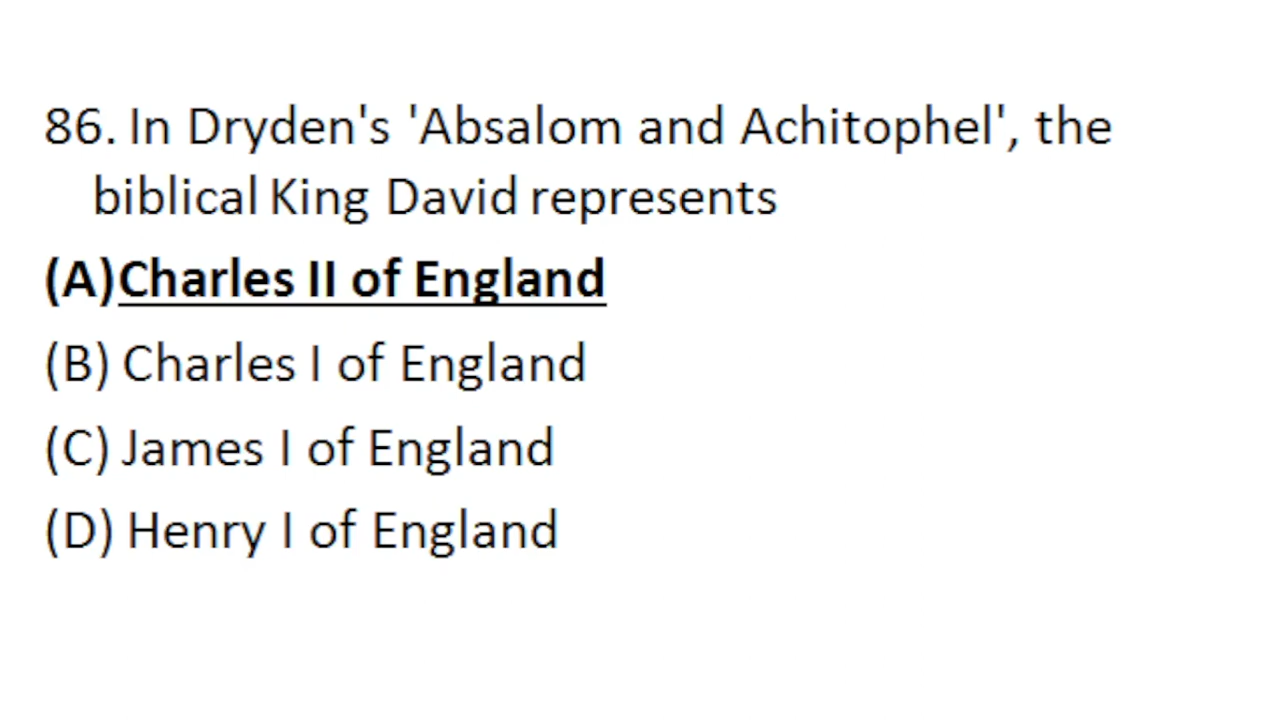 86. In Dryden's 'Absalom and Achitophel', the
biblical King David represents
(A)Charles II of England
(B) Charles I of England
(C) James I of England
(D) Henry I of England